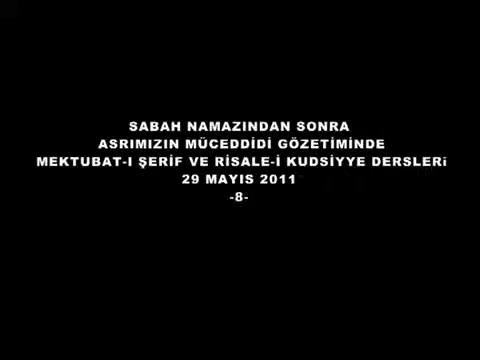 SABAH NAMAZINDAN SONRA
ASRIMIZIN MÜCEDDİDİ GÖZETİMİNDE
MEKTUBAT-I ŞERİF VE RİSALE-İ KUDSİYYE DERSLERi
29 MAYIS 2011
-8-